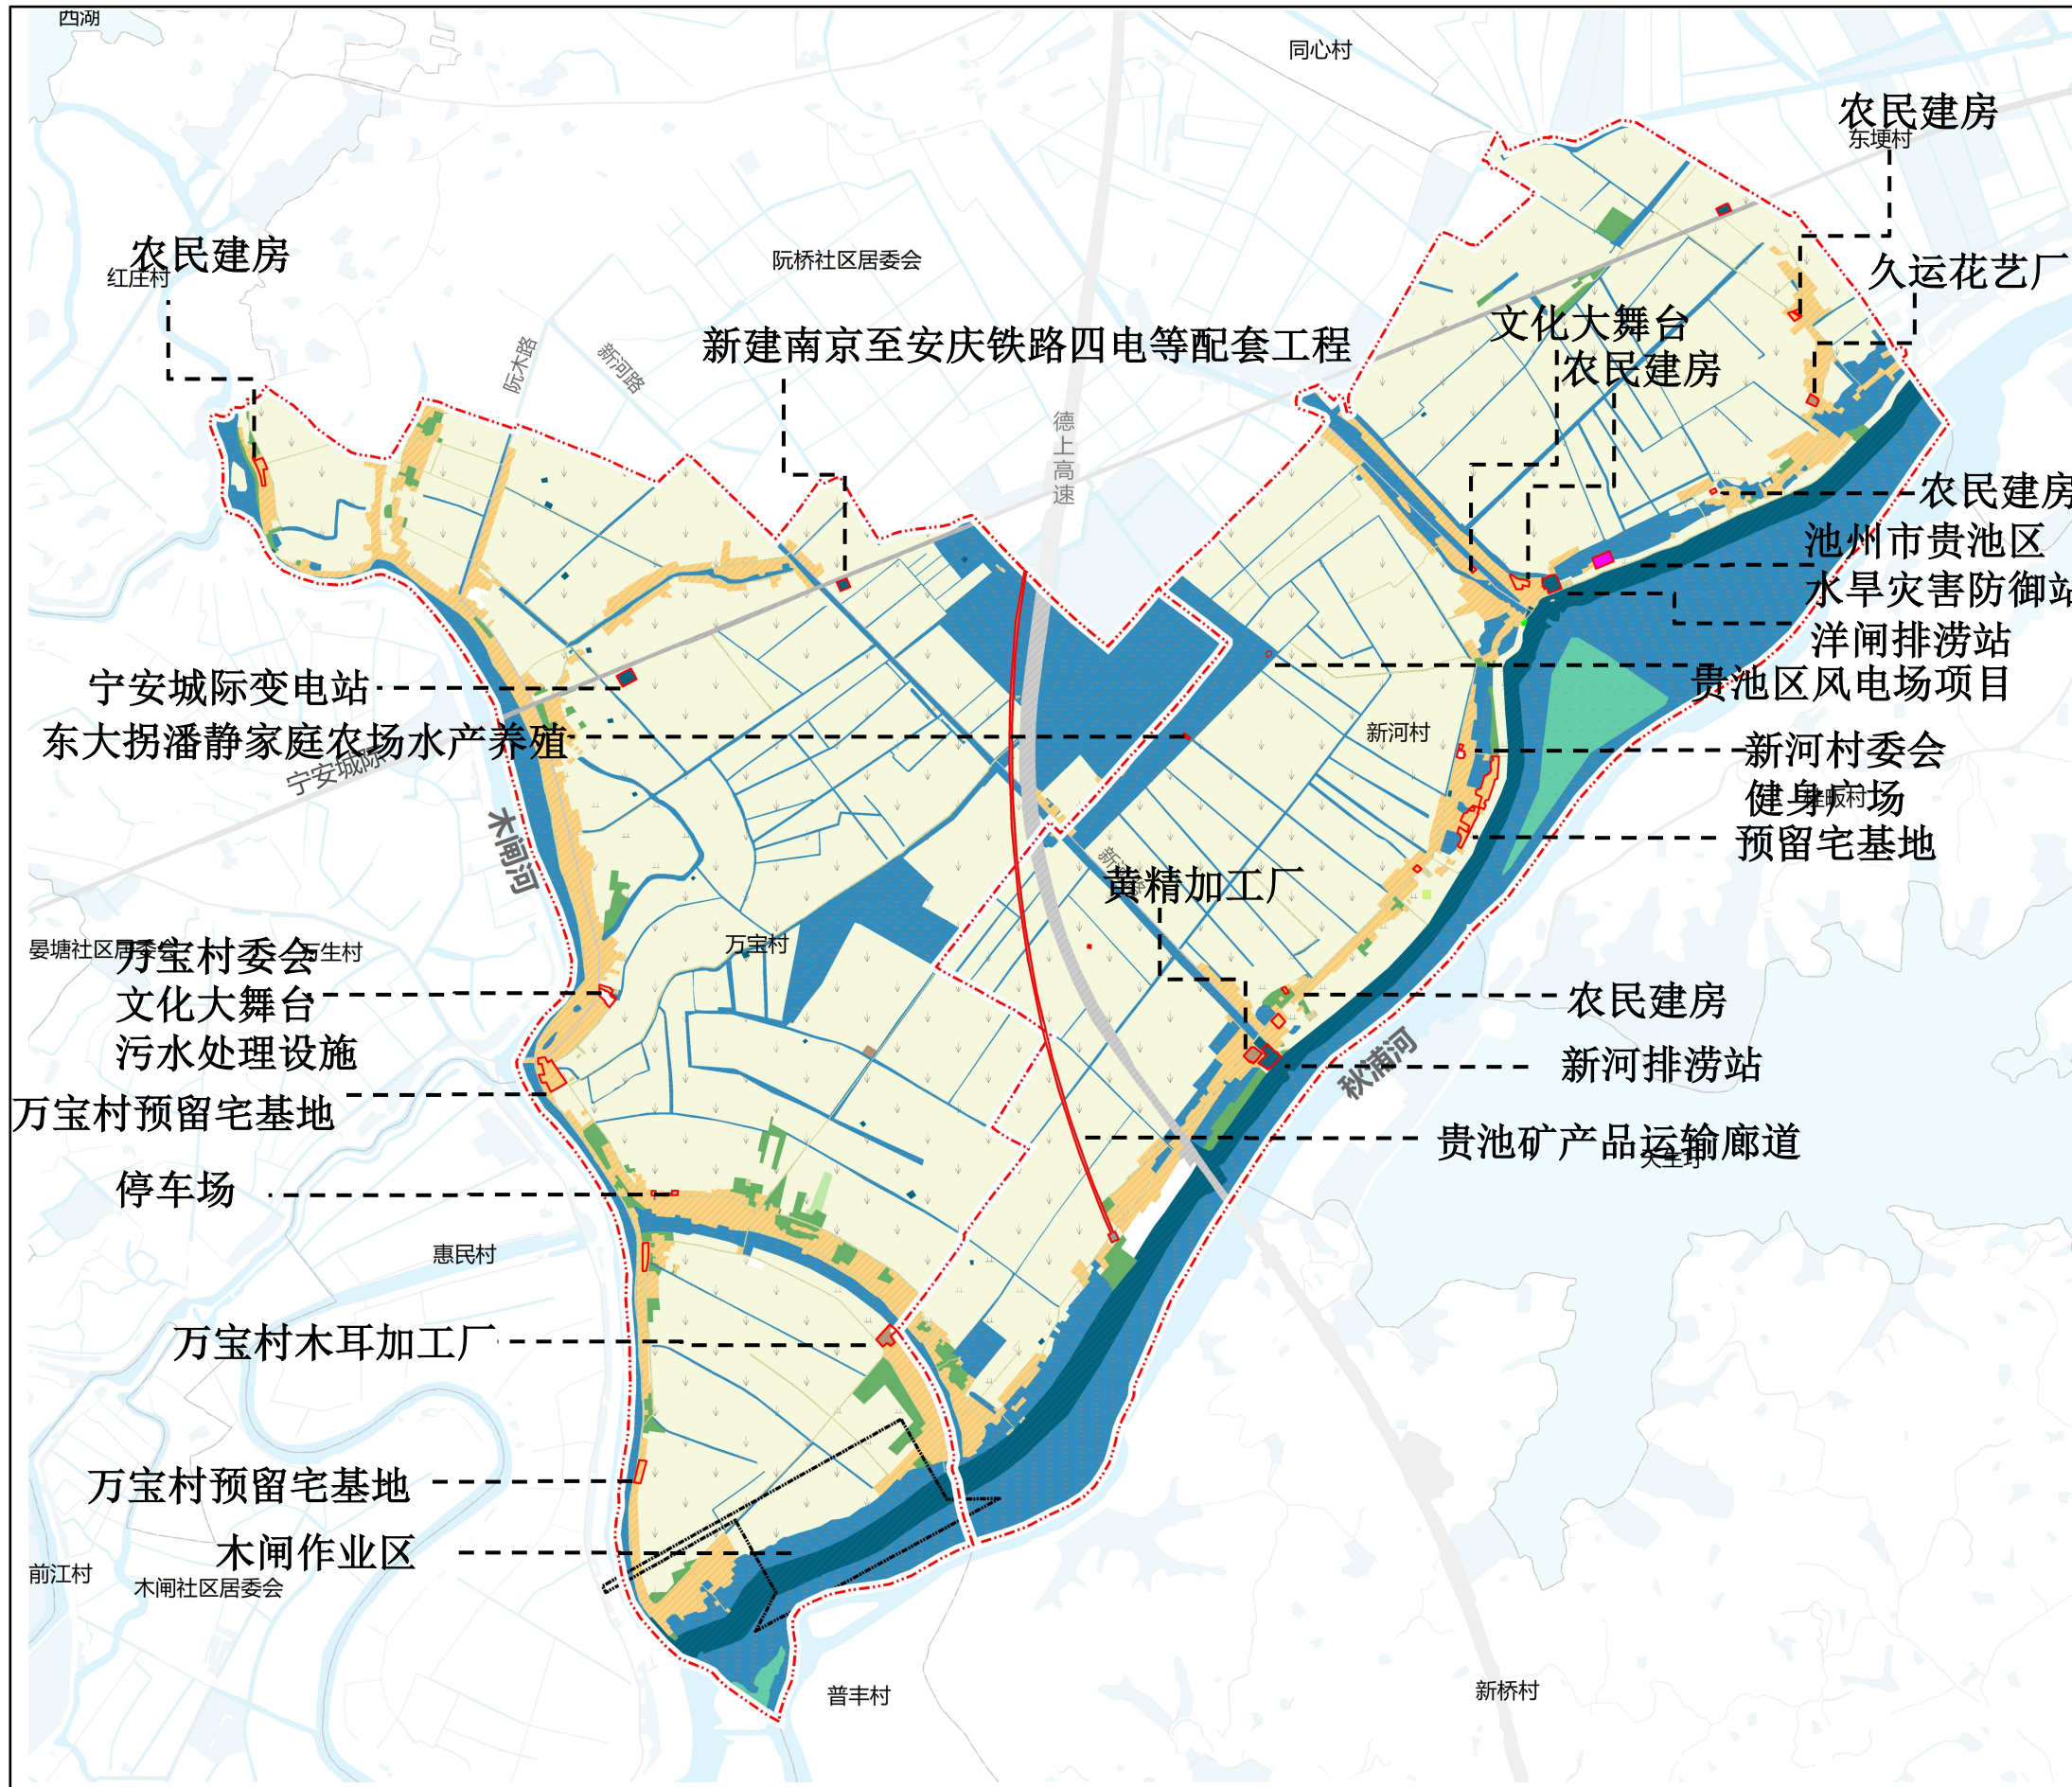 西湖
同心村
农民建房
东埂村
农民建房
红庄村
阮桥社区居委会
久运花艺厂
文化大舞台
农民建房
新建南京至安庆铁路四电等配套工程
阮木路
新河路
德上高速
农民建房
池州市贵池区
水旱灾害防御站
洋闸排涝站
贵池区风电场项目
宁安城际变电站
东大拐潘静家庭农场水产养殖
宁安城际
新河村
新河村委会
健身广场
预留宅基地
木闸河
黄精加工厂
晏塘社区居委会
万宝村委会
文化大舞台
污水处理设施
万宝村预留宅基地
万宝村
农民建房
新河排涝站
秋浦河
贵池矿产品运输廊道
停车场
惠民村
万宝村木耳加工厂
万宝村预留宅基地
木闸作业区
前江村
木闸社区居委会
普丰村
新桥村